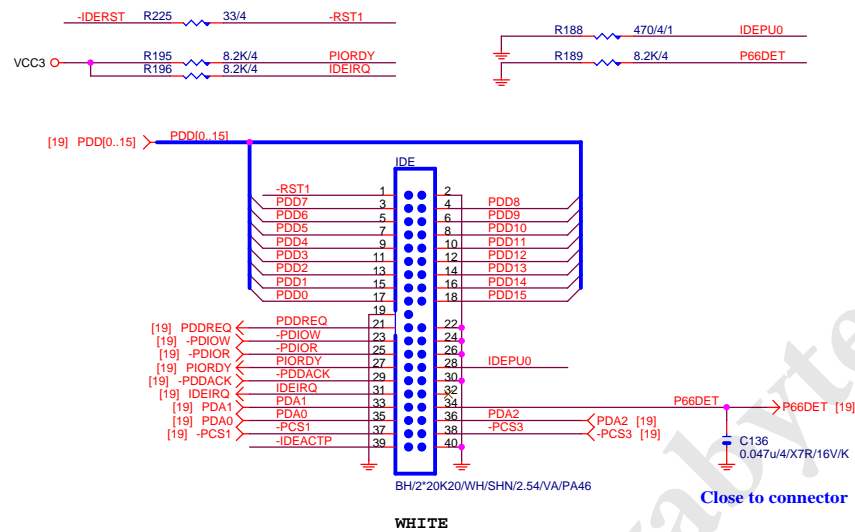 -IDERST R225 33/4 -RST1
R188 470/4/1 IDEPU0
VCC3 R195 8.2K/4 PIORDY
R196 8.2K/4 IDEIRQ
R189 8.2K/4 P66DET
[19] PDD[0..15] PDD[0..15]
IDE
-RST1 1 2
PDD7 3 4 PDD8
PDD6 5 6 PDD9
PDD5 7 8 PDD10
PDD4 9 10 PDD11
PDD3 11 12 PDD12
PDD2 13 14 PDD13
PDD1 15 16 PDD14
PDD0 17 18 PDD15
19
[19] PDDREQ PDDREQ 21 22
[19] -PDIOW -PDIOW 23 24
[19] -PDIOR -PDIOR 25 26
[19] PIORDY PIORDY 27 28 IDEPU0
[19] -PDDACK -PDDACK 29 30
[19] IDEIRQ IDEIRQ 31 32
[19] PDA1 PDA1 33 34 P66DET P66DET [19]
[19] PDA0 PDA0 35 36 PDA2 PDA2 [19]
[19] -PCS1 -PCS1 37 38 -PCS3 -PCS3 [19]
-IDEACTP 39 40
C136
0.047u/4/X7R/16V/K
BH/2*20K20/WH/SHN/2.54/VA/PA46
Close to connector
WHITE